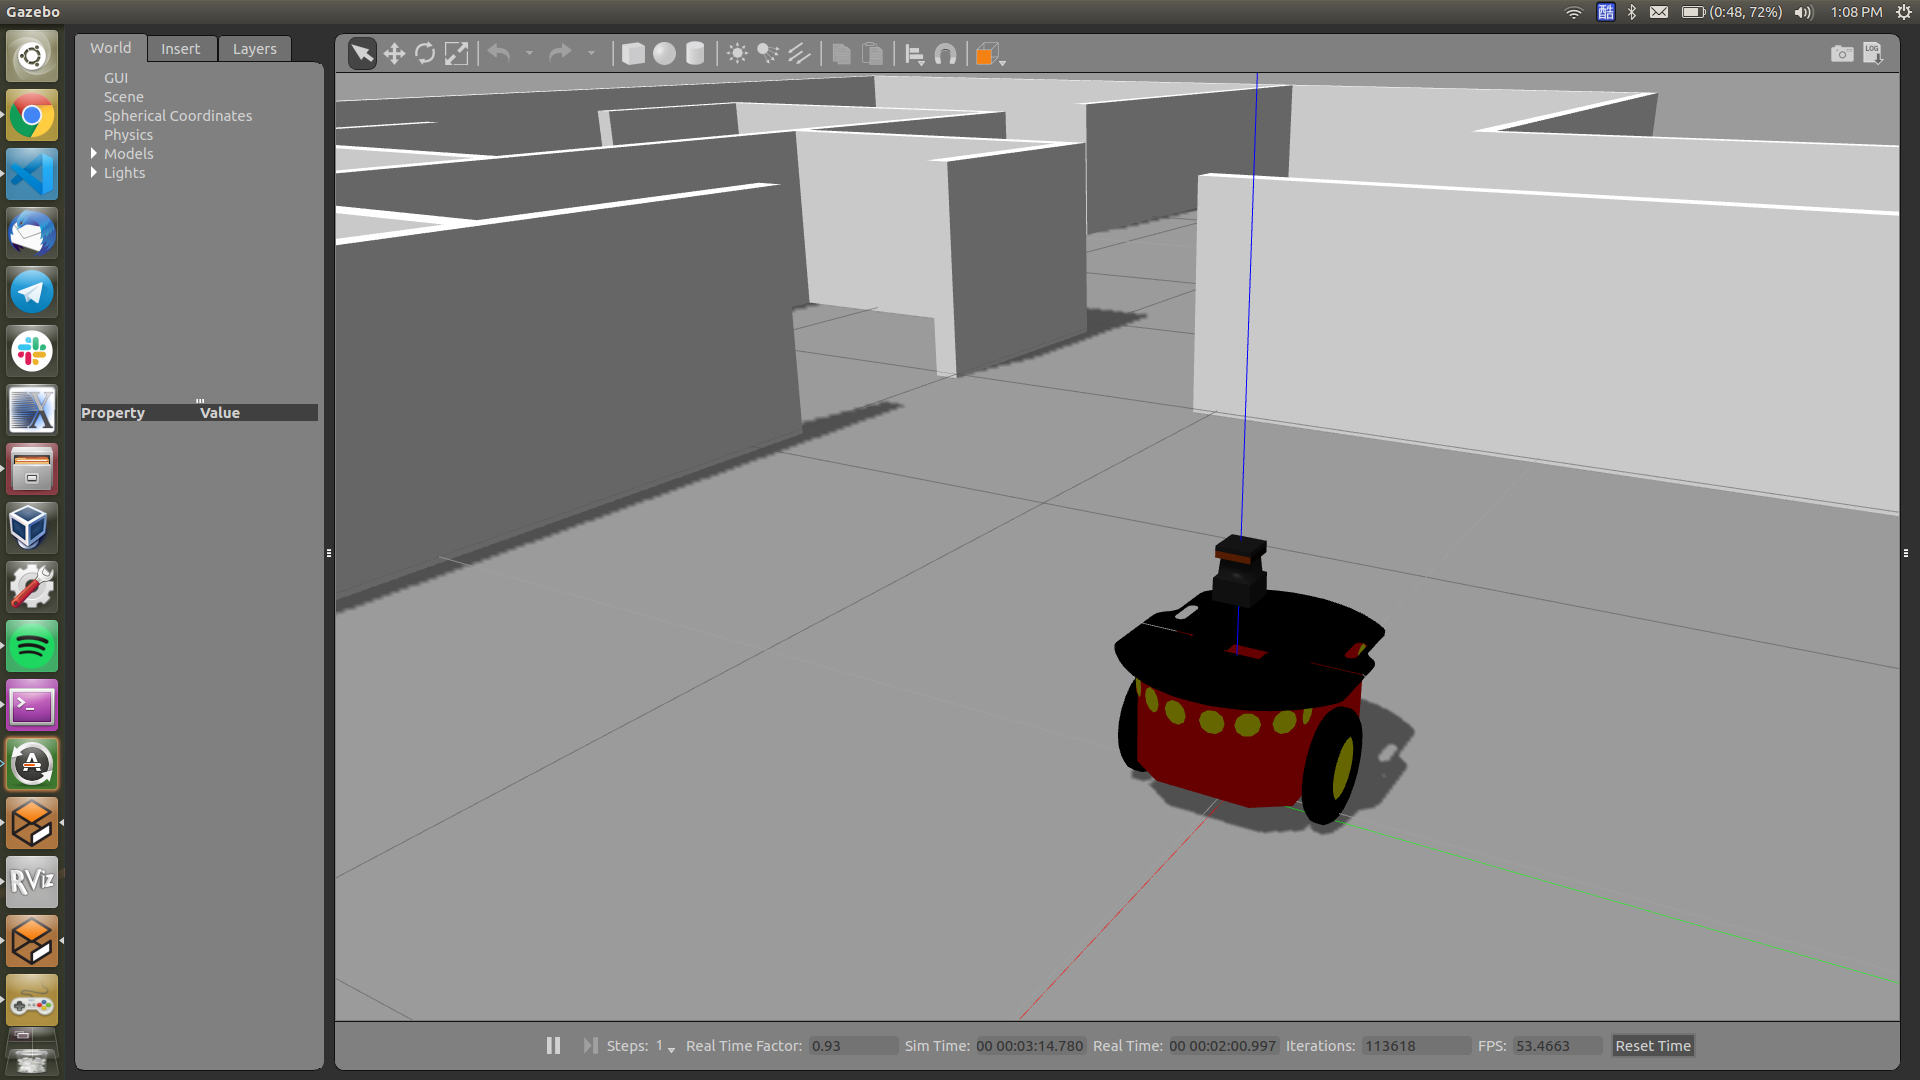 Gazebo
酷
(0:48, 72%)
1:08 PM
World
Insert
Layers
GUI
Scene
Spherical Coordinates
Physics
Models
Lights
Property
Value
LOG
RViz
Steps: 1
Real Time Factor: 0.93
Sim Time: 00 00:03:14.780
Real Time: 00 00:02:00.997
Iterations: 113618
FPS: 53.4663
Reset Time